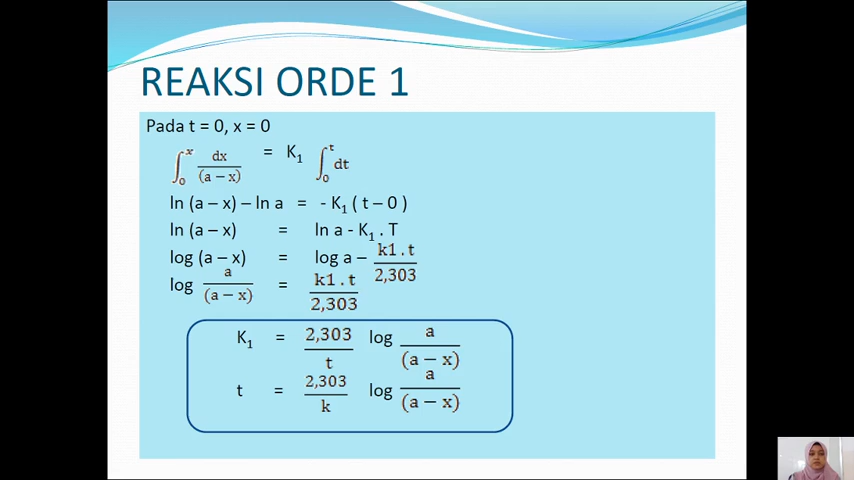 REAKSI ORDE 1
Pada t = 0, x = 0
∫₀ˣ dx/(a − x) = K₁ ∫₀ᵗ dt
ln (a – x) – ln a = - K₁ ( t – 0 )
ln (a – x) = ln a - K₁ . T
log (a – x) = log a – k1 . t/2,303
log a/(a − x) = k1 . t/2,303
K₁ = 2,303/t log a/(a − x)
t = 2,303/k log a/(a − x)